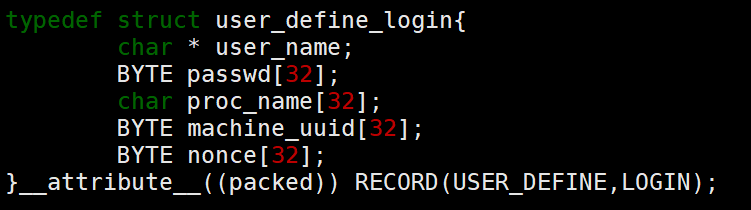 typedef struct user_define_login{
        char * user_name;
        BYTE passwd[32];
        char proc_name[32];
        BYTE machine_uuid[32];
        BYTE nonce[32];
}__attribute__((packed)) RECORD(USER_DEFINE,LOGIN);